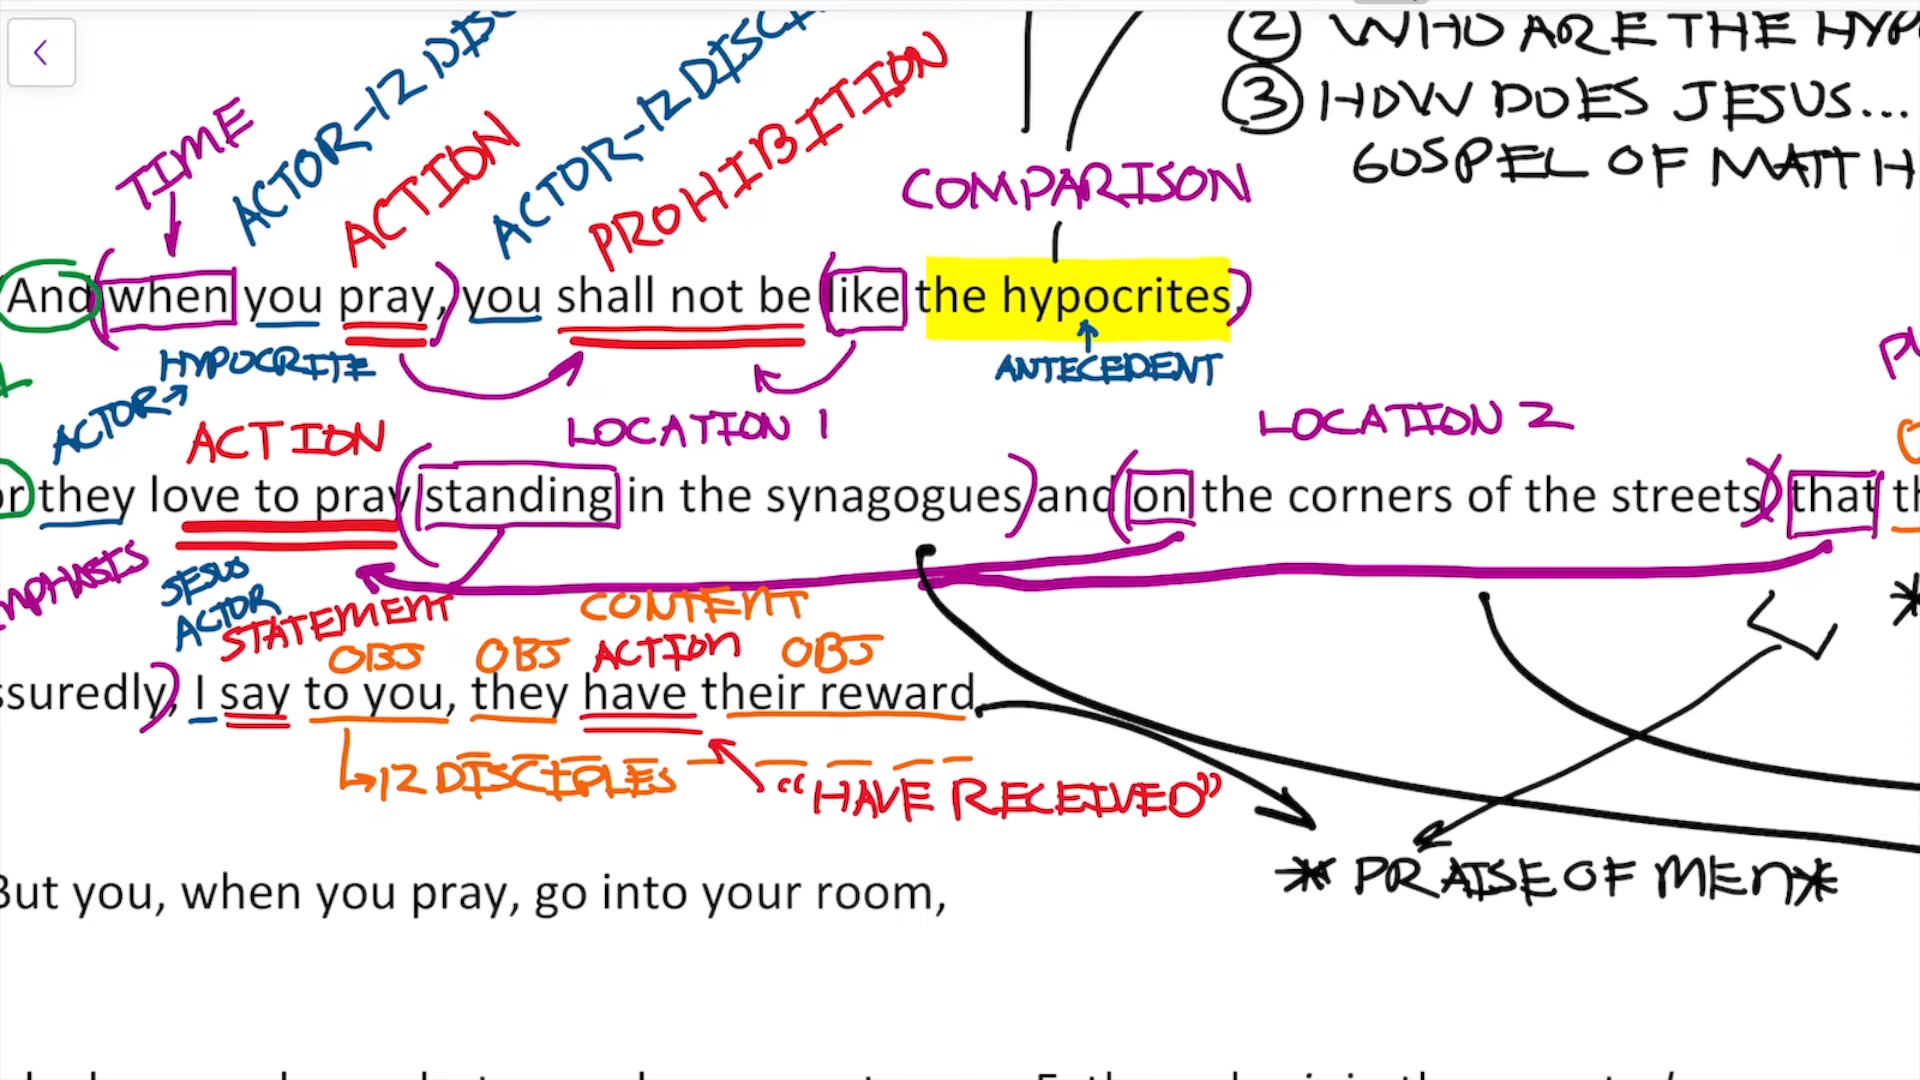 ② WHO ARE THE HYP
③ HOW DOES JESUS...
GOSPEL OF MATTH
TIME
ACTOR-12 DISC
ACTION
ACTOR-12 DISCI
PROHIBITION
COMPARISON
And when you pray, you shall not be like the hypocrites,
HYPOCRITE
ANTECEDENT
ACTOR
ACTION
LOCATION 1
LOCATION 2
or they love to pray standing in the synagogues and on the corners of the streets that th
MPHASIS
JESUS
ACTOR
STATEMENT
CONTENT
OBJ OBJ ACTION OBJ
ssuredly, I say to you, they have their reward.
12 DISCIPLES
"HAVE RECEIVED"
* PRAISE OF MEN *
But you, when you pray, go into your room,